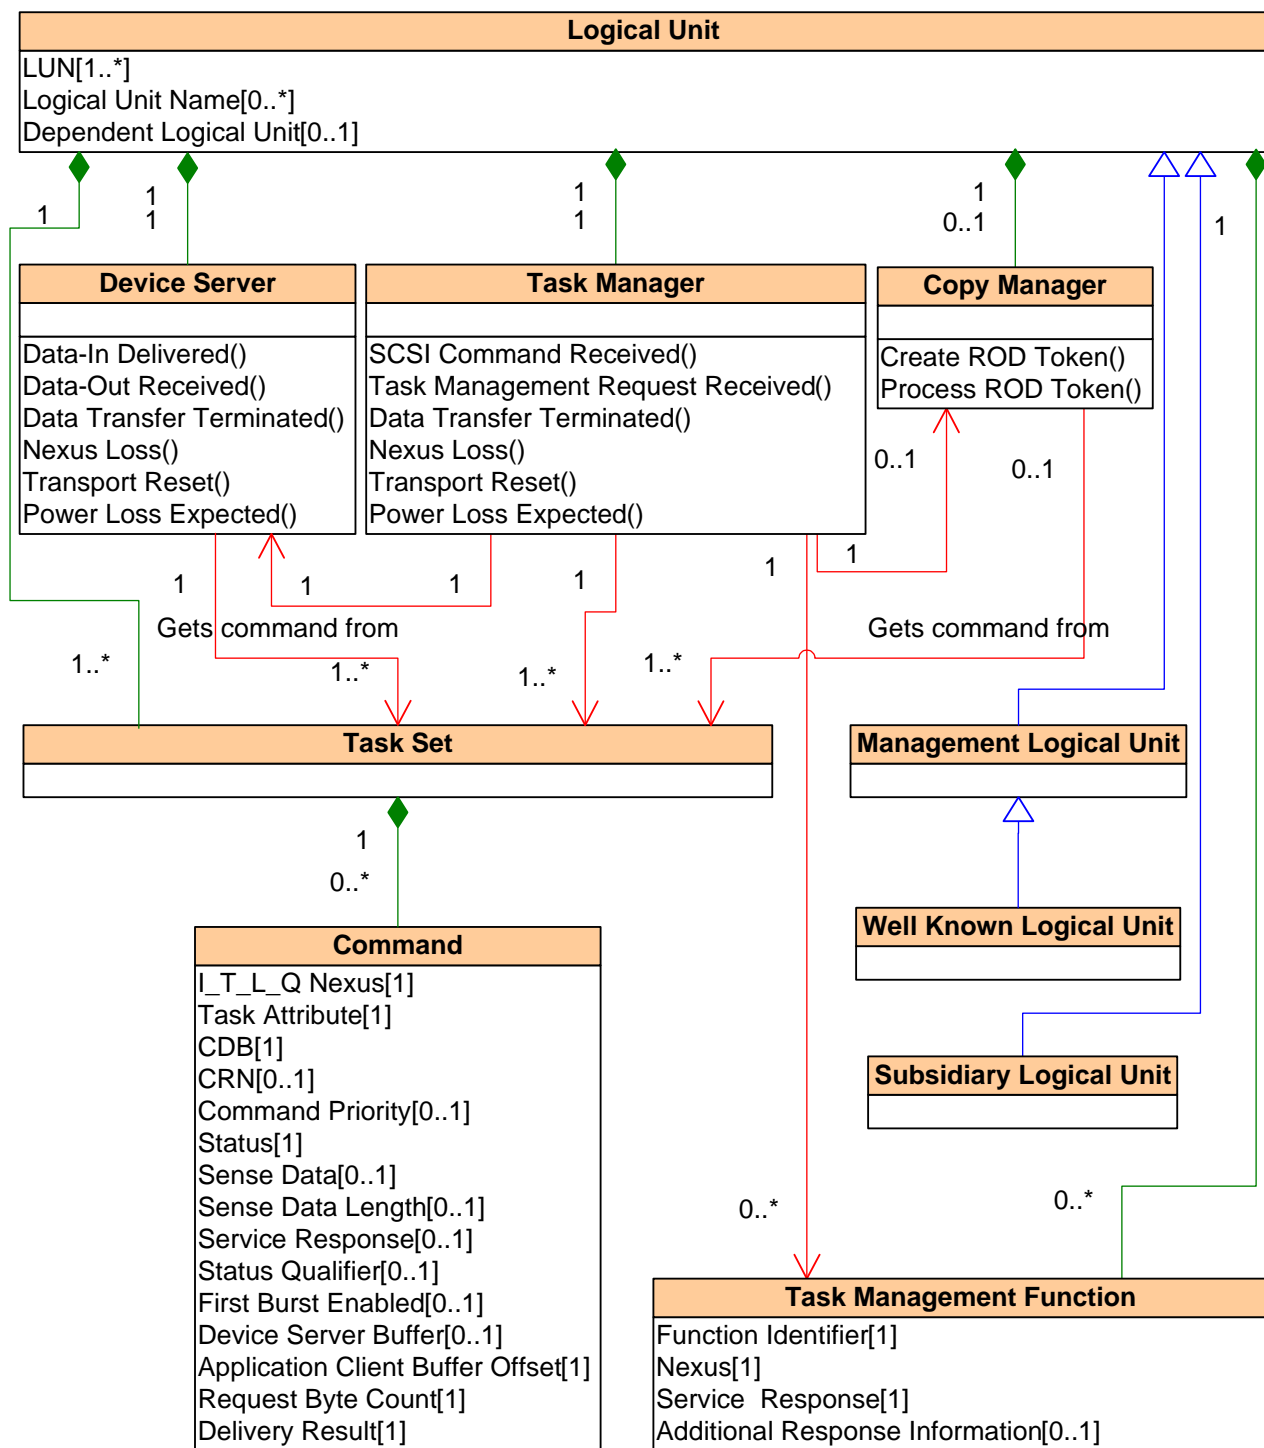 Logical Unit
LUN[1..*]
Logical Unit Name[0..*]
Dependent Logical Unit[0..1]
1
1
1
1
1
1
0..1
1
Device Server
Data-In Delivered()
Data-Out Received()
Data Transfer Terminated()
Nexus Loss()
Transport Reset()
Power Loss Expected()
Task Manager
SCSI Command Received()
Task Management Request Received()
Data Transfer Terminated()
Nexus Loss()
Transport Reset()
Power Loss Expected()
Copy Manager
Create ROD Token()
Process ROD Token()
0..1
0..1
1
1
1
1
1
1
Gets command from
Gets command from
1..*
1..*
1..*
1..*
Task Set
Management Logical Unit
1
0..*
Well Known Logical Unit
Command
I_T_L_Q Nexus[1]
Task Attribute[1]
CDB[1]
CRN[0..1]
Command Priority[0..1]
Status[1]
Sense Data[0..1]
Sense Data Length[0..1]
Service Response[0..1]
Status Qualifier[0..1]
First Burst Enabled[0..1]
Device Server Buffer[0..1]
Application Client Buffer Offset[1]
Request Byte Count[1]
Delivery Result[1]
Subsidiary Logical Unit
0..*
0..*
Task Management Function
Function Identifier[1]
Nexus[1]
Service  Response[1]
Additional Response Information[0..1]